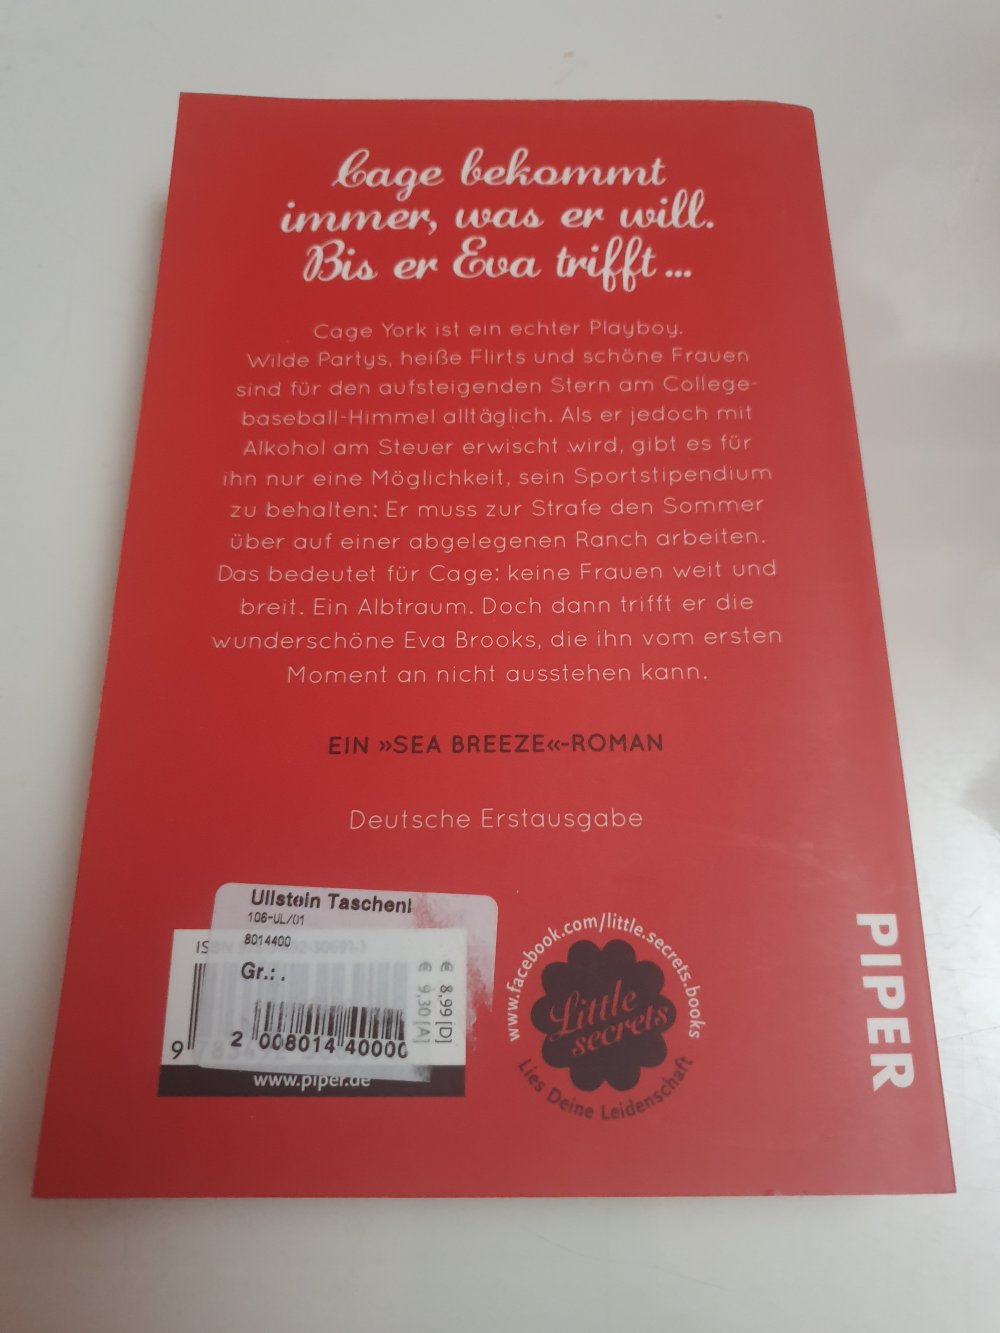 Cage bekommt
immer, was er will.
Bis er Eva trifft ...
Cage York ist ein echter Playboy.
Wilde Partys, heiße Flirts und schöne Frauen
sind für den aufsteigenden Stern am College-
baseball-Himmel alltäglich. Als er jedoch mit
Alkohol am Steuer erwischt wird, gibt es für
ihn nur eine Möglichkeit, sein Sportstipendium
zu behalten: Er muss zur Strafe den Sommer
über auf einer abgelegenen Ranch arbeiten.
Das bedeutet für Cage: keine Frauen weit und
breit. Ein Albtraum. Doch dann trifft er die
wunderschöne Eva Brooks, die ihn vom ersten
Moment an nicht ausstehen kann.
EIN »SEA BREEZE«-ROMAN
Deutsche Erstausgabe
Ullstein Taschen
106-UL/01
8014400
Gr.: .
2 008014 400000
€ 8,99 [D]
€ 9,30 [A]
9
www.piper.de
www.facebook.com/little.secrets.books
Little
secrets
Lies Deine Leidenschaft
PIPER